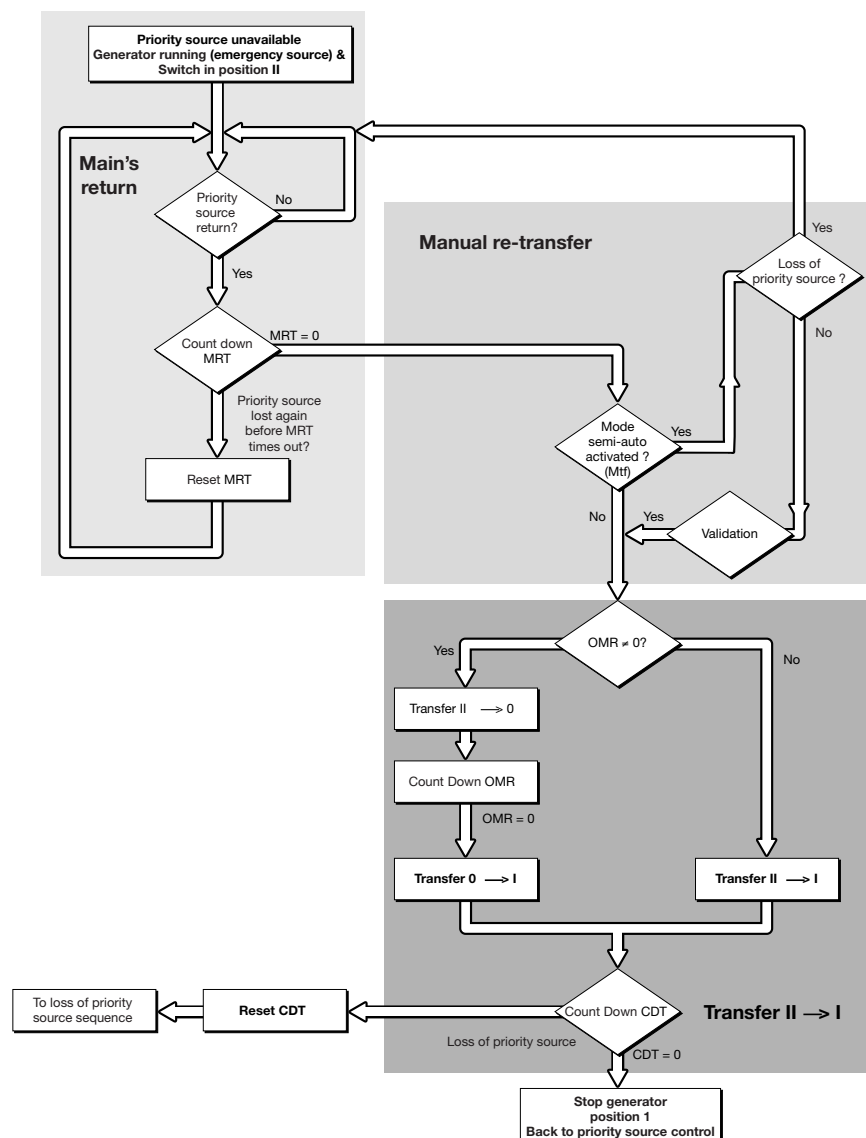 Priority source unavailable
Generator running (emergency source) &
Switch in position II
Main's
return
Priority
source
return?
No
Yes
Count down
MRT
MRT = 0
Priority source
lost again
before MRT
times out?
Reset MRT
Manual re-transfer
Yes
Loss of
priority source ?
No
Mode
semi-auto
activated ?
(Mtf)
Yes
No
Yes
Validation
OMR ≠ 0?
Yes
No
Transfer II ⟶ 0
Count Down OMR
OMR = 0
Transfer 0 ⟶ I
Transfer II ⟶ I
To loss of priority
source sequence
Reset CDT
Count Down CDT
Transfer II ⟶ I
Loss of priority source
CDT = 0
Stop generator
position 1
Back to priority source control